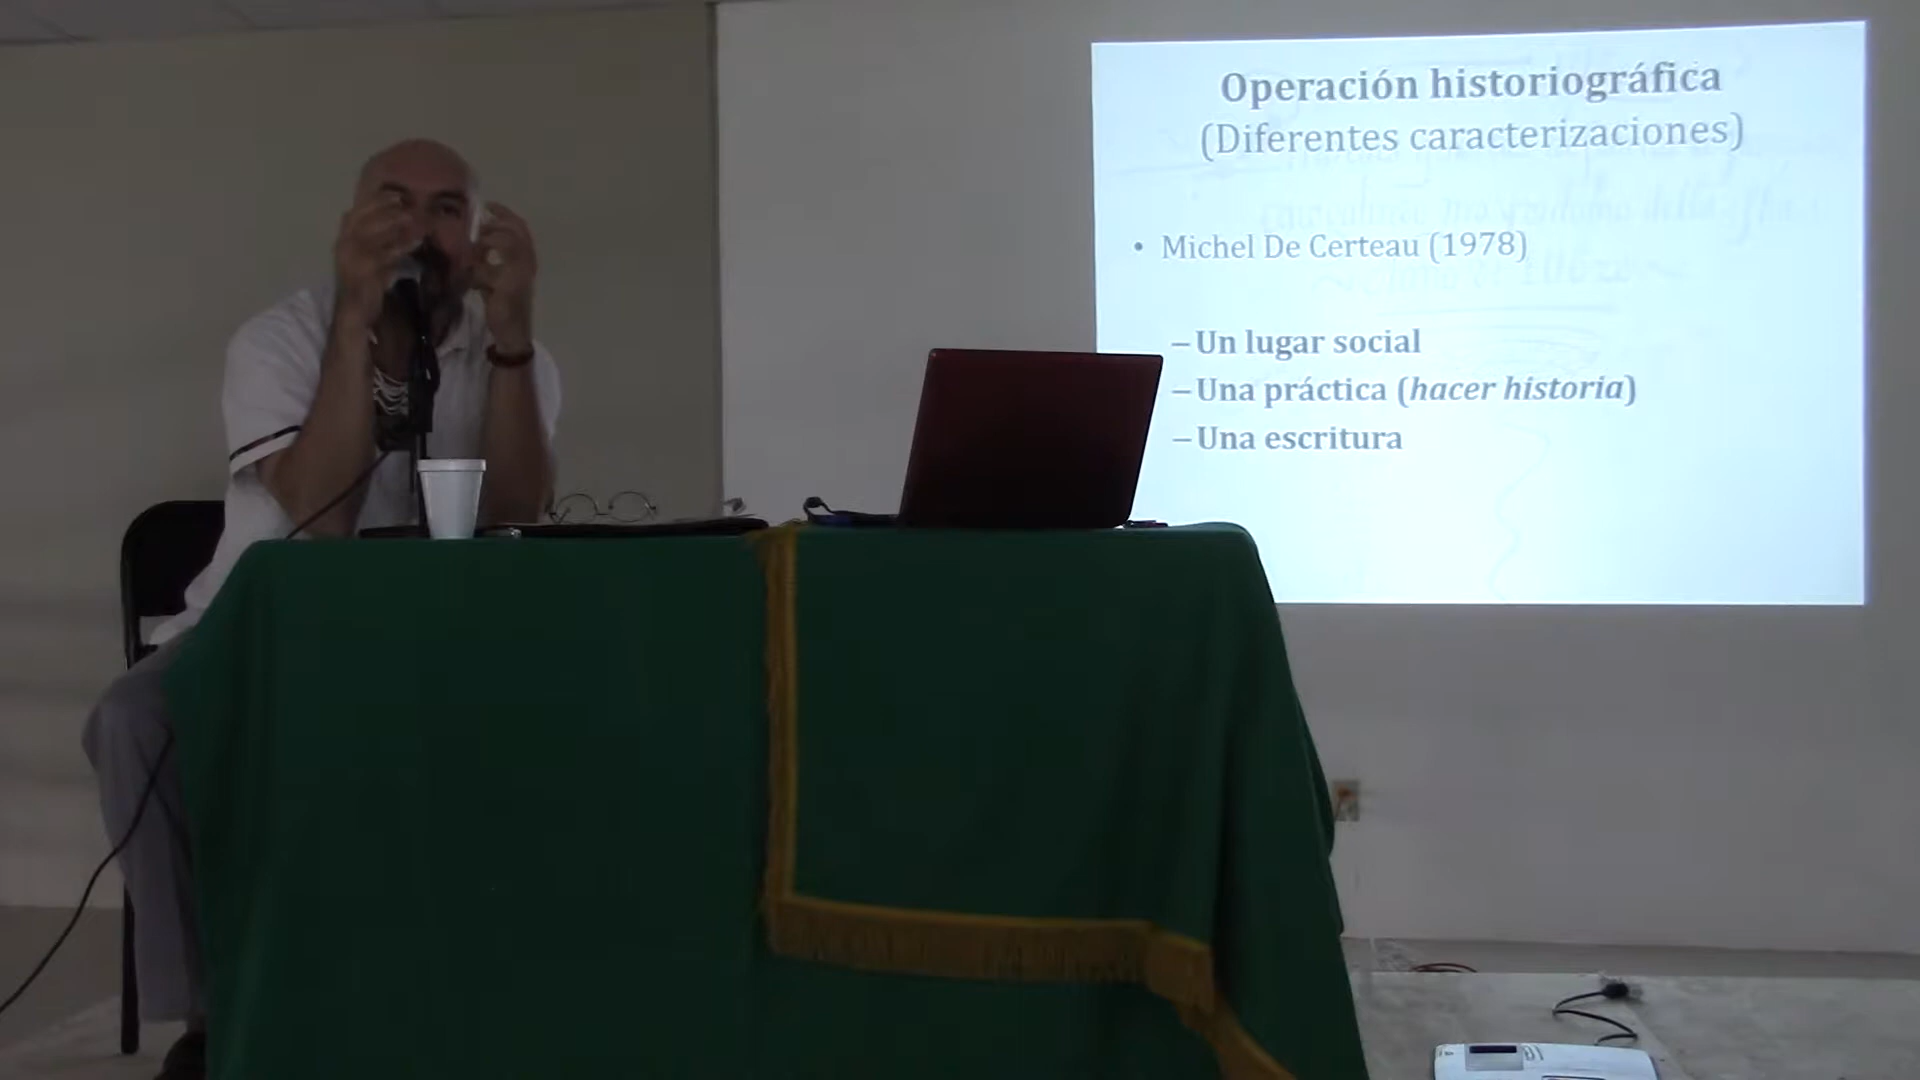 Operación historiográfica
(Diferentes caracterizaciones)
• Michel De Certeau (1978)
– Un lugar social
– Una práctica (hacer historia)
– Una escritura